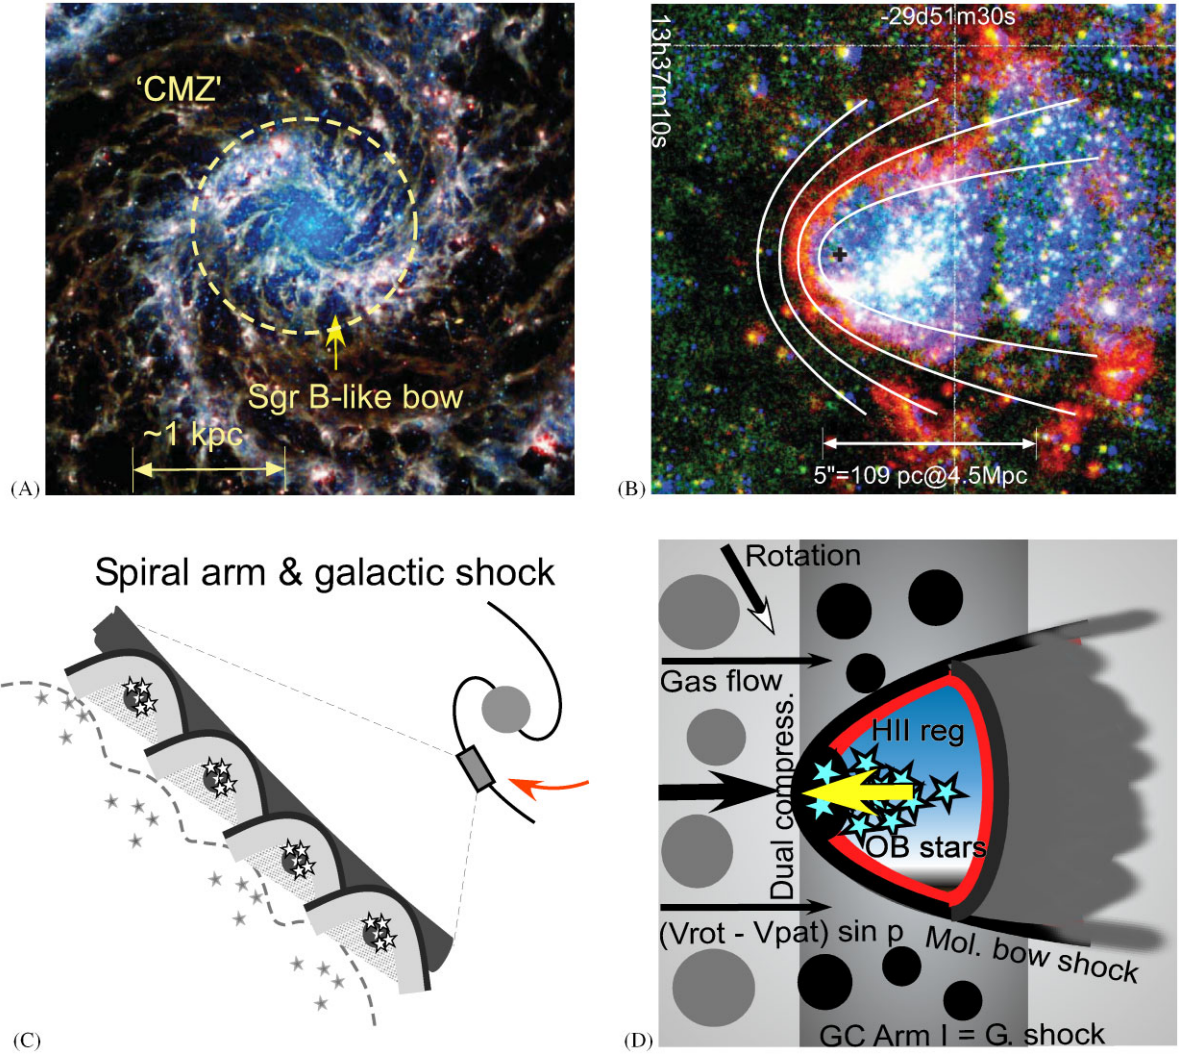 'CMZ'
Sgr B-like bow
~1 kpc
(A)
-29d51m30s
13h37m10s
5"=109 pc@4.5Mpc
(B)
Spiral arm & galactic shock
(C)
Rotation
Gas flow
Dual compress.
HII reg
OB stars
(Vrot - Vpat) sin p
Mol. bow shock
GC Arm I = G. shock
(D)